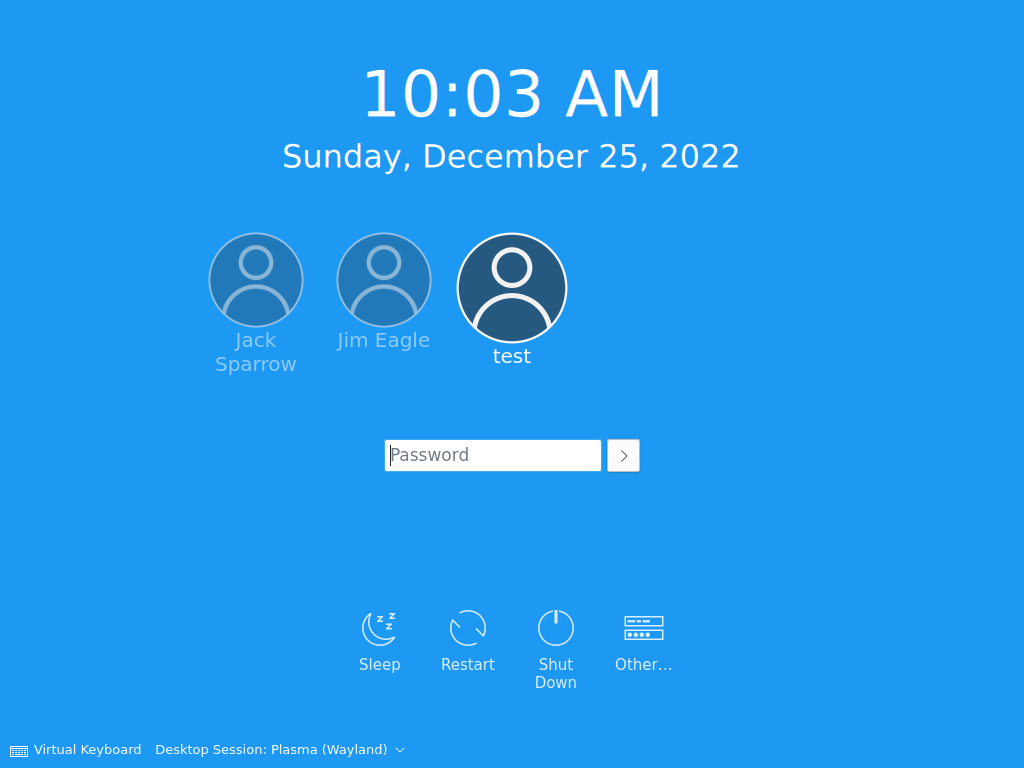 10:03 AM
Sunday, December 25, 2022
Jack
Sparrow
Jim Eagle
test
Password
Sleep
Restart
Shut
Down
Other...
Virtual Keyboard
Desktop Session: Plasma (Wayland)